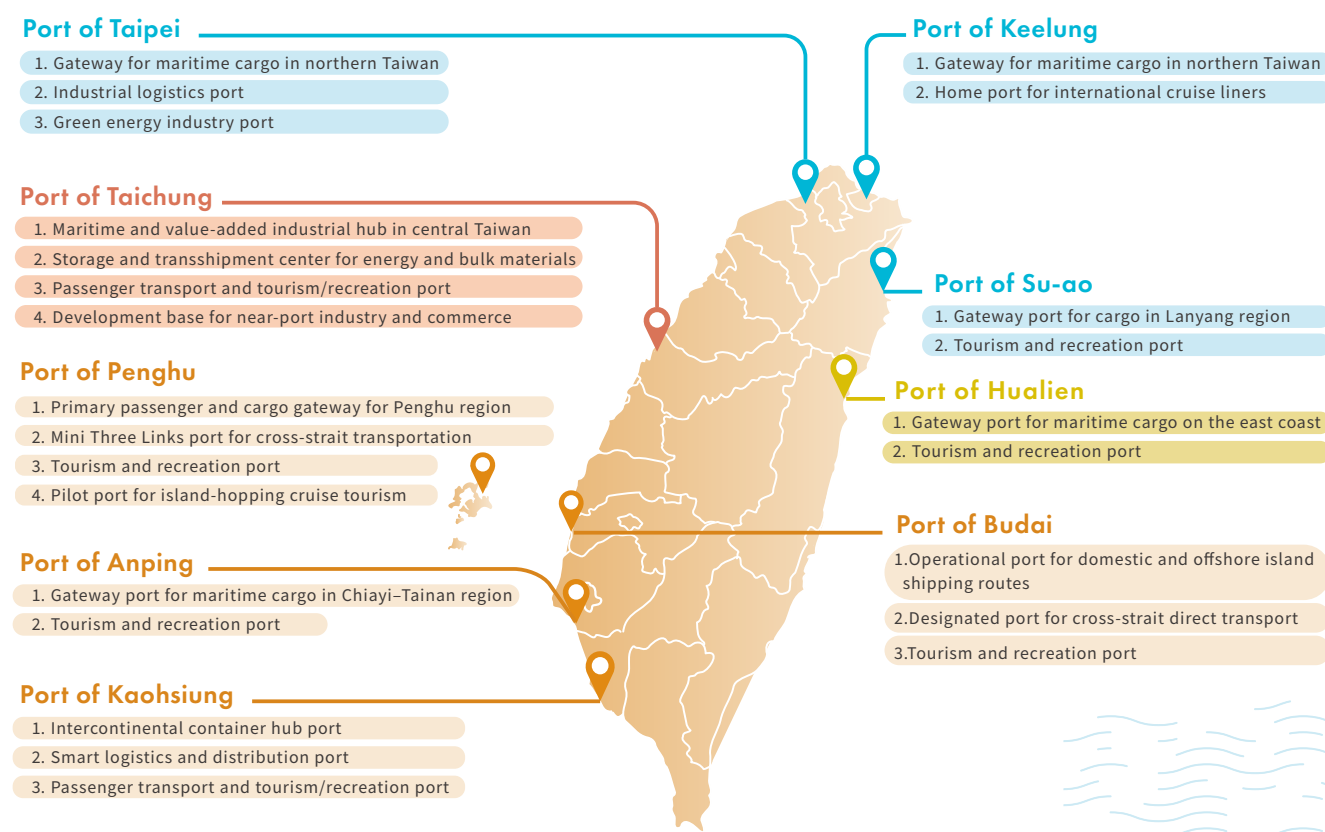 Port of Taipei
1. Gateway for maritime cargo in northern Taiwan
2. Industrial logistics port
3. Green energy industry port
Port of Keelung
1. Gateway for maritime cargo in northern Taiwan
2. Home port for international cruise liners
Port of Taichung
1. Maritime and value-added industrial hub in central Taiwan
2. Storage and transshipment center for energy and bulk materials
3. Passenger transport and tourism/recreation port
4. Development base for near-port industry and commerce
Port of Su-ao
1. Gateway port for cargo in Lanyang region
2. Tourism and recreation port
Port of Penghu
1. Primary passenger and cargo gateway for Penghu region
2. Mini Three Links port for cross-strait transportation
3. Tourism and recreation port
4. Pilot port for island-hopping cruise tourism
Port of Hualien
1. Gateway port for maritime cargo on the east coast
2. Tourism and recreation port
Port of Budai
1.Operational port for domestic and offshore island
shipping routes
2.Designated port for cross-strait direct transport
3.Tourism and recreation port
Port of Anping
1. Gateway port for maritime cargo in Chiayi–Tainan region
2. Tourism and recreation port
Port of Kaohsiung
1. Intercontinental container hub port
2. Smart logistics and distribution port
3. Passenger transport and tourism/recreation port